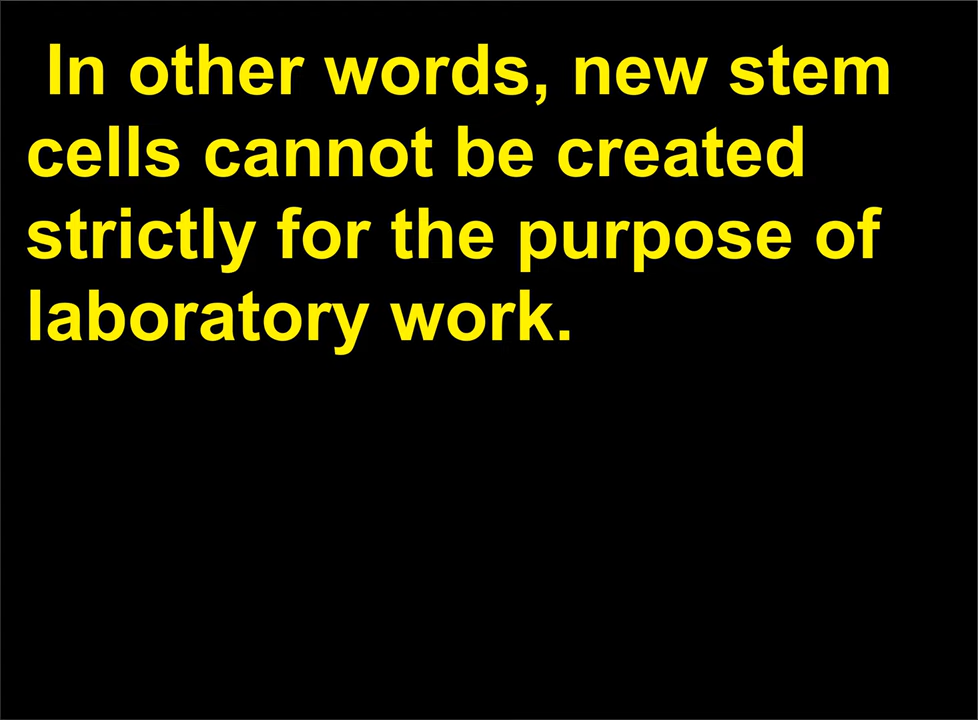 In other words, new stem
cells cannot be created
strictly for the purpose of
laboratory work.